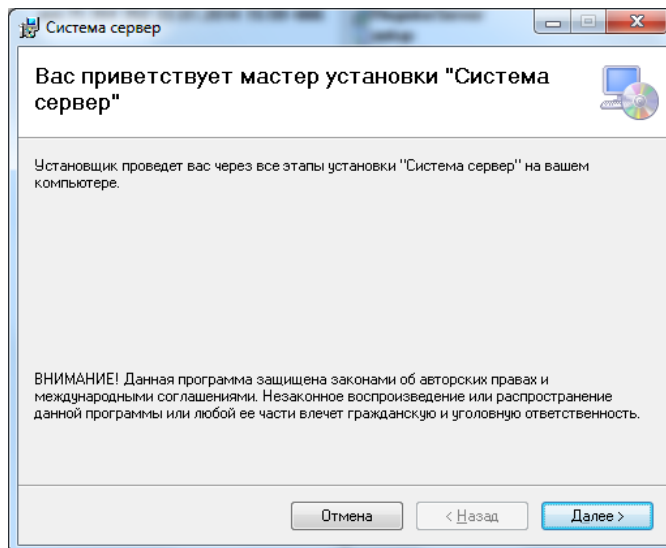 Система сервер
Вас приветствует мастер установки "Система
сервер"
Установщик проведет вас через все этапы установки "Система сервер" на вашем
компьютере.
ВНИМАНИЕ! Данная программа защищена законами об авторских правах и
международными соглашениями. Незаконное воспроизведение или распространение
данной программы или любой ее части влечет гражданскую и уголовную ответственность.
Отмена
< Назад
Далее >